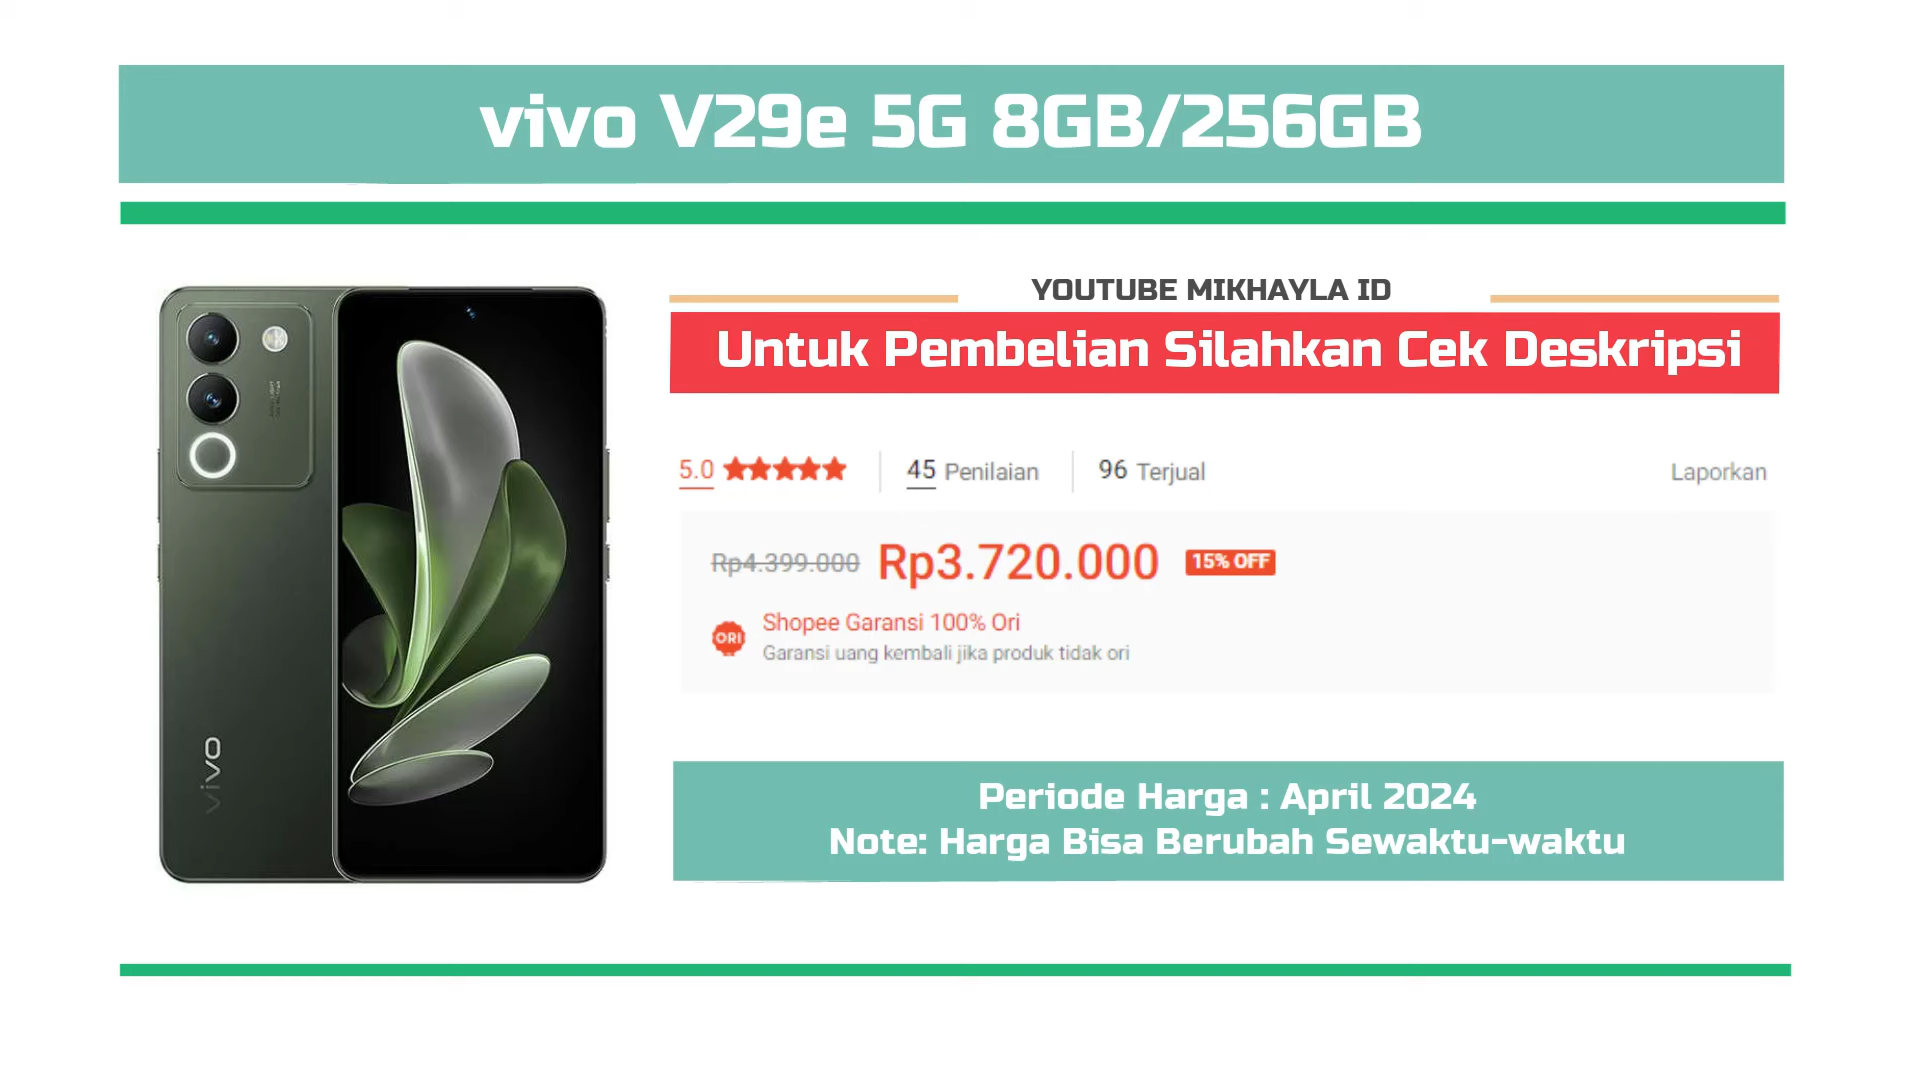 vivo V29e 5G 8GB/256GB
YOUTUBE MIKHAYLA ID
Untuk Pembelian Silahkan Cek Deskripsi
5.0 45 Penilaian 96 Terjual Laporkan
Rp4.399.000 Rp3.720.000 15% OFF
Shopee Garansi 100% Ori
ORI
Garansi uang kembali jika produk tidak ori
vivo
Periode Harga : April 2024
Note: Harga Bisa Berubah Sewaktu-waktu